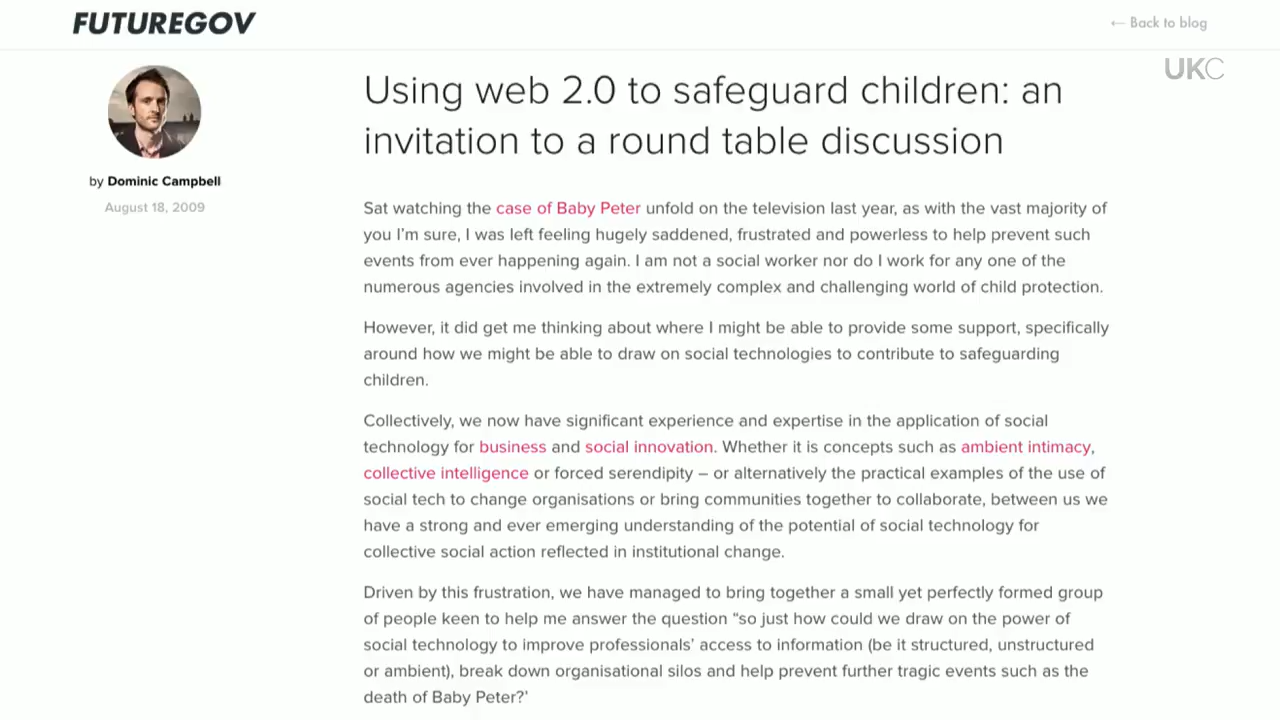 FUTUREGOV
← Back to blog
UKC
by Dominic Campbell
August 18, 2009
Using web 2.0 to safeguard children: an
invitation to a round table discussion
Sat watching the case of Baby Peter unfold on the television last year, as with the vast majority of
you I'm sure, I was left feeling hugely saddened, frustrated and powerless to help prevent such
events from ever happening again. I am not a social worker nor do I work for any one of the
numerous agencies involved in the extremely complex and challenging world of child protection.
However, it did get me thinking about where I might be able to provide some support, specifically
around how we might be able to draw on social technologies to contribute to safeguarding
children.
Collectively, we now have significant experience and expertise in the application of social
technology for business and social innovation. Whether it is concepts such as ambient intimacy,
collective intelligence or forced serendipity – or alternatively the practical examples of the use of
social tech to change organisations or bring communities together to collaborate, between us we
have a strong and ever emerging understanding of the potential of social technology for
collective social action reflected in institutional change.
Driven by this frustration, we have managed to bring together a small yet perfectly formed group
of people keen to help me answer the question “so just how could we draw on the power of
social technology to improve professionals’ access to information (be it structured, unstructured
or ambient), break down organisational silos and help prevent further tragic events such as the
death of Baby Peter?’